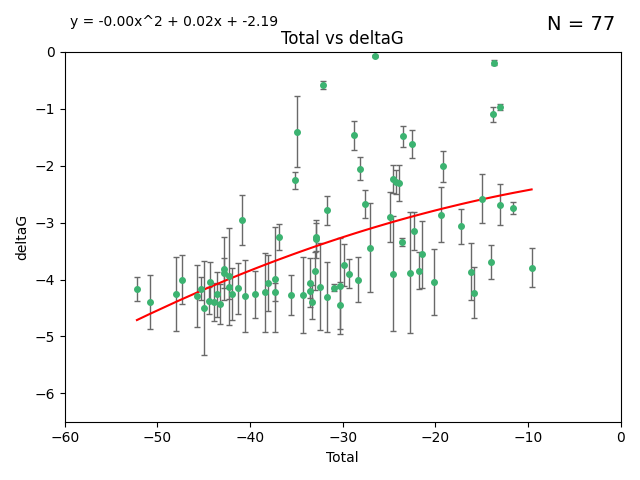 y = -0.00x^2 + 0.02x + -2.19
N = 77
Total vs deltaG
0
−1
−2
−3
−4
−5
−6
deltaG
−60 −50 −40 −30 −20 −10 0
Total